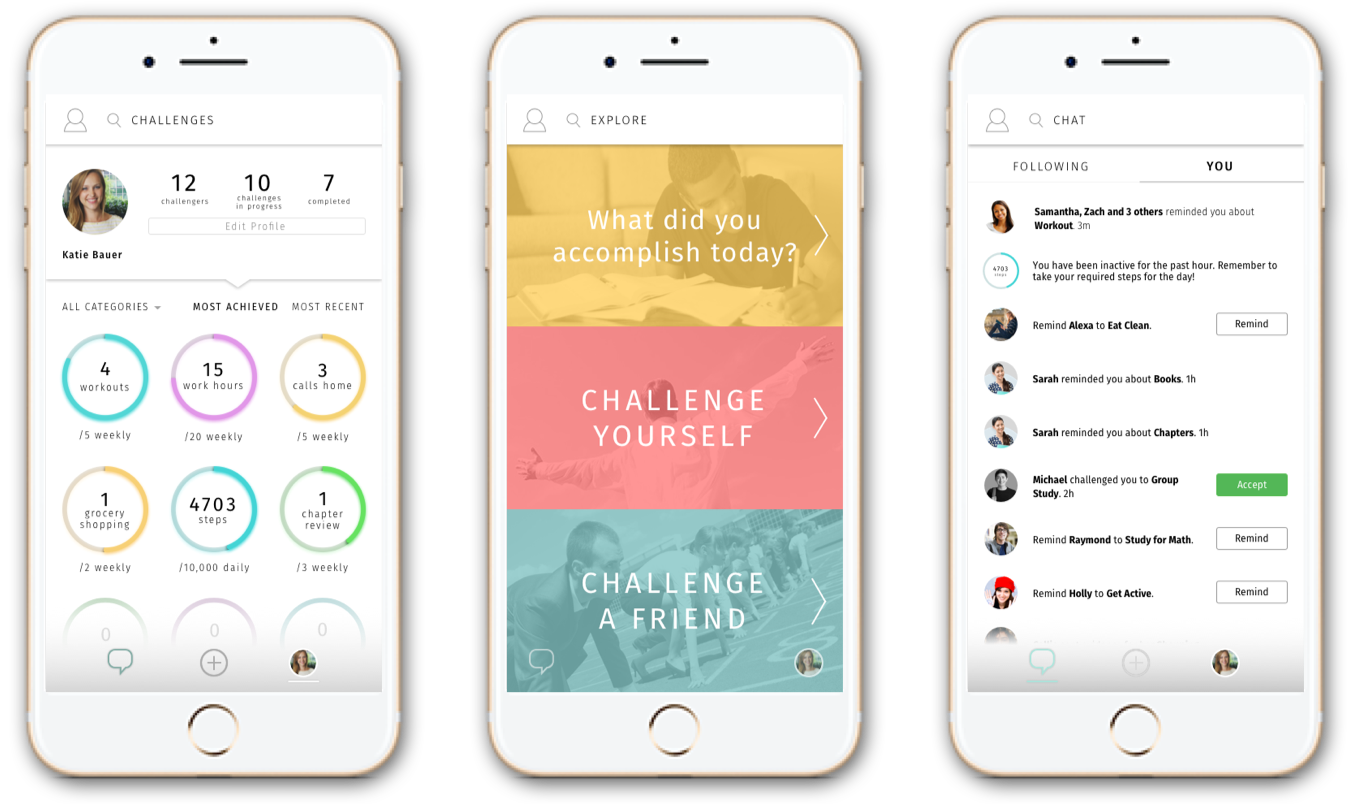 CHALLENGES
12
challengers
10
challenges
in progress
7
completed
Edit Profile
Katie Bauer
ALL CATEGORIES
MOST ACHIEVED
MOST RECENT
4
workouts
/5 weekly
15
work hours
/20 weekly
3
calls home
/5 weekly
1
grocery
shopping
/2 weekly
4703
steps
/10,000 daily
1
chapter
review
/3 weekly
0
0
0
EXPLORE
What did you
accomplish today?
CHALLENGE
YOURSELF
CHALLENGE
A FRIEND
CHAT
FOLLOWING
YOU
Samantha, Zach and 3 others reminded you about
Workout. 3m
4703
steps
You have been inactive for the past hour. Remember to
take your required steps for the day!
Remind Alexa to Eat Clean.
Remind
Sarah reminded you about Books. 1h
Sarah reminded you about Chapters. 1h
Michael challenged you to Group
Study. 2h
Accept
Remind Raymond to Study for Math.
Remind
Remind Holly to Get Active.
Remind